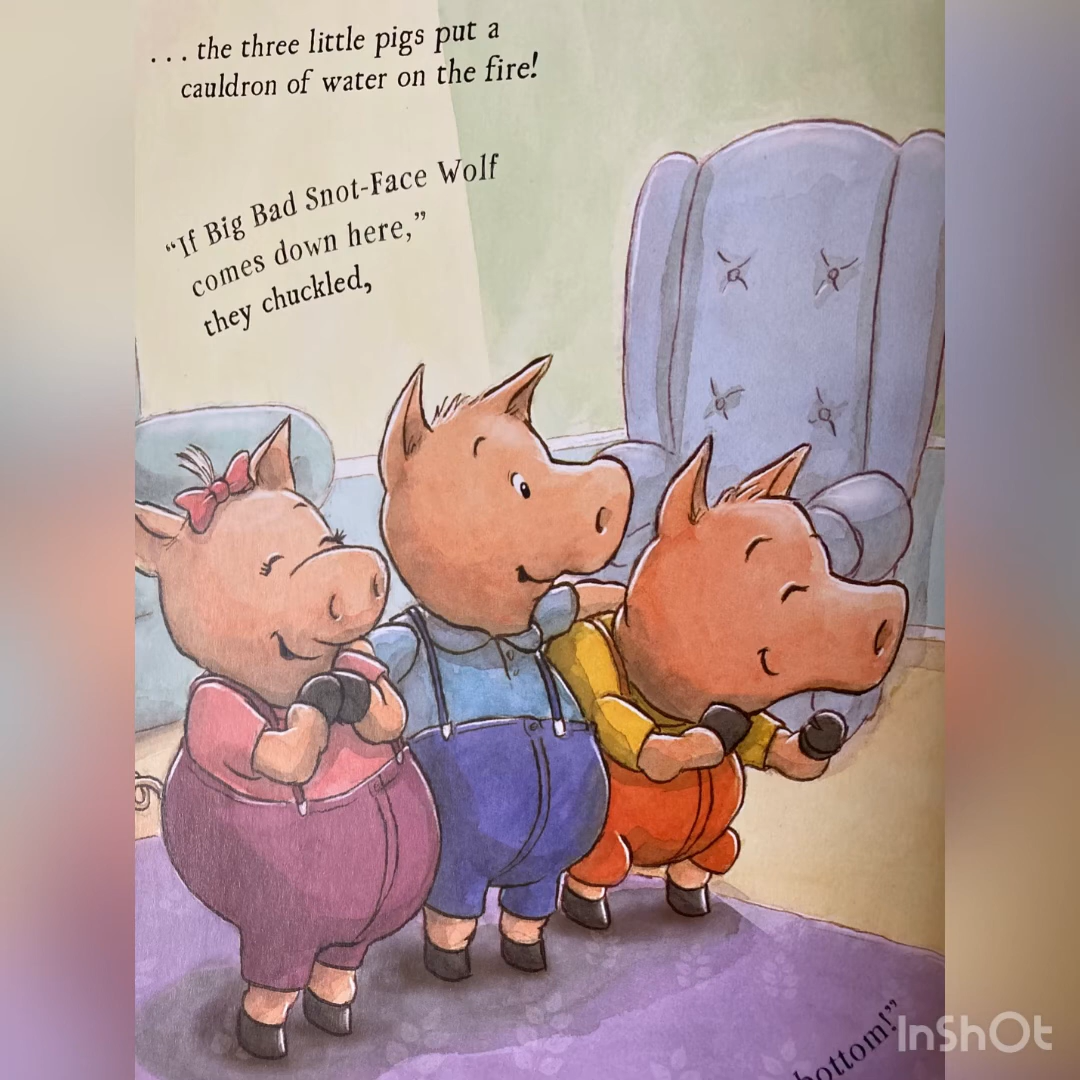 . . . the three little pigs put a
cauldron of water on the fire!
“If Big Bad Snot-Face Wolf
comes down here,”
they chuckled,
bottom!”
InShOt